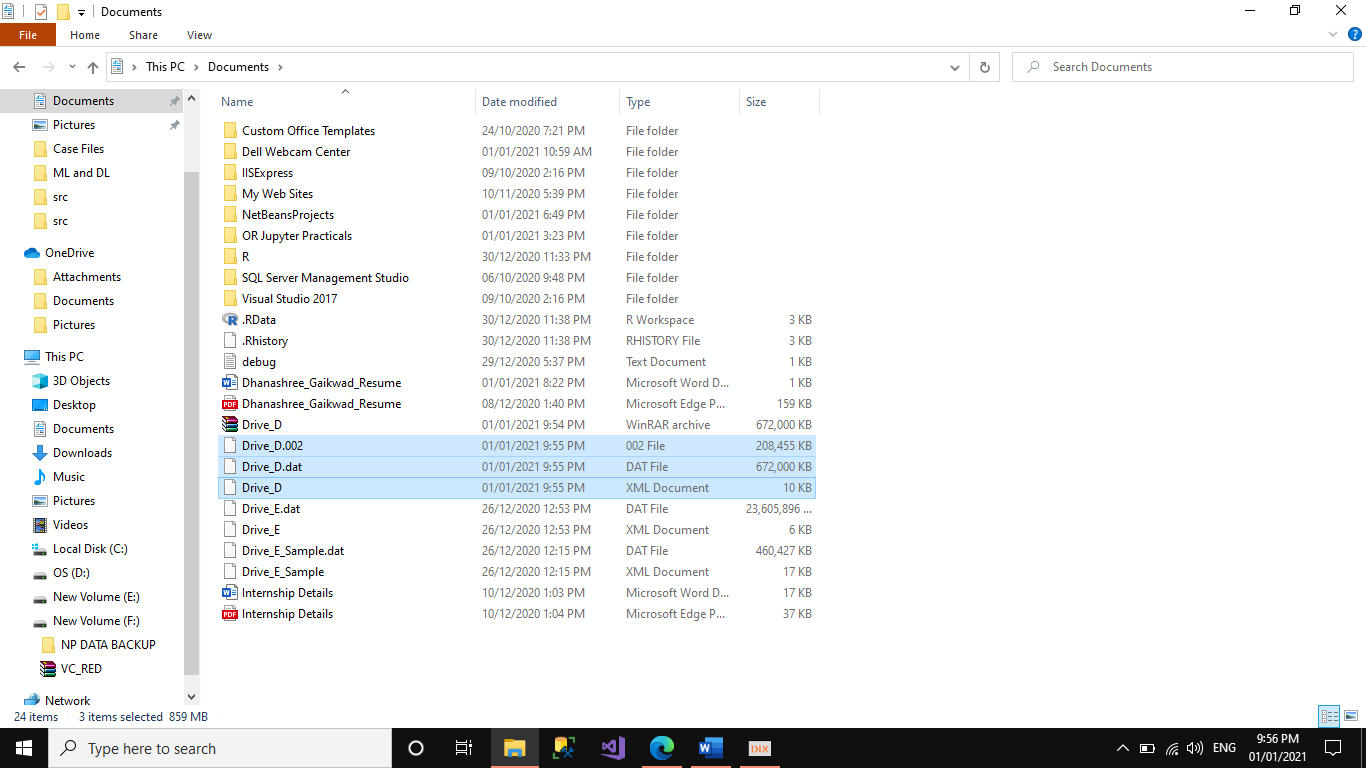 Documents
File Home Share View
This PC Documents
Search Documents
Documents
Pictures
Case Files
ML and DL
src
src
OneDrive
Attachments
Documents
Pictures
This PC
3D Objects
Desktop
Documents
Downloads
Music
Pictures
Videos
Local Disk (C:)
OS (D:)
New Volume (E:)
New Volume (F:)
NP DATA BACKUP
VC_RED
Network
Name Date modified Type Size
Custom Office Templates 24/10/2020 7:21 PM File folder
Dell Webcam Center 01/01/2021 10:59 AM File folder
IISExpress 09/10/2020 2:16 PM File folder
My Web Sites 10/11/2020 5:39 PM File folder
NetBeansProjects 01/01/2021 6:49 PM File folder
OR Jupyter Practicals 01/01/2021 3:23 PM File folder
R 30/12/2020 11:33 PM File folder
SQL Server Management Studio 06/10/2020 9:48 PM File folder
Visual Studio 2017 09/10/2020 2:16 PM File folder
.RData 30/12/2020 11:38 PM R Workspace 3 KB
.Rhistory 30/12/2020 11:38 PM RHISTORY File 3 KB
debug 29/12/2020 5:37 PM Text Document 1 KB
Dhanashree_Gaikwad_Resume 01/01/2021 8:22 PM Microsoft Word D... 1 KB
Dhanashree_Gaikwad_Resume 08/12/2020 1:40 PM Microsoft Edge P... 159 KB
Drive_D 01/01/2021 9:54 PM WinRAR archive 672,000 KB
Drive_D.002 01/01/2021 9:55 PM 002 File 208,455 KB
Drive_D.dat 01/01/2021 9:55 PM DAT File 672,000 KB
Drive_D 01/01/2021 9:55 PM XML Document 10 KB
Drive_E.dat 26/12/2020 12:53 PM DAT File 23,605,896 ...
Drive_E 26/12/2020 12:53 PM XML Document 6 KB
Drive_E_Sample.dat 26/12/2020 12:15 PM DAT File 460,427 KB
Drive_E_Sample 26/12/2020 12:15 PM XML Document 17 KB
Internship Details 10/12/2020 1:03 PM Microsoft Word D... 17 KB
Internship Details 10/12/2020 1:04 PM Microsoft Edge P... 37 KB
24 items 3 items selected 859 MB
Type here to search
DiX
ENG
9:56 PM
01/01/2021